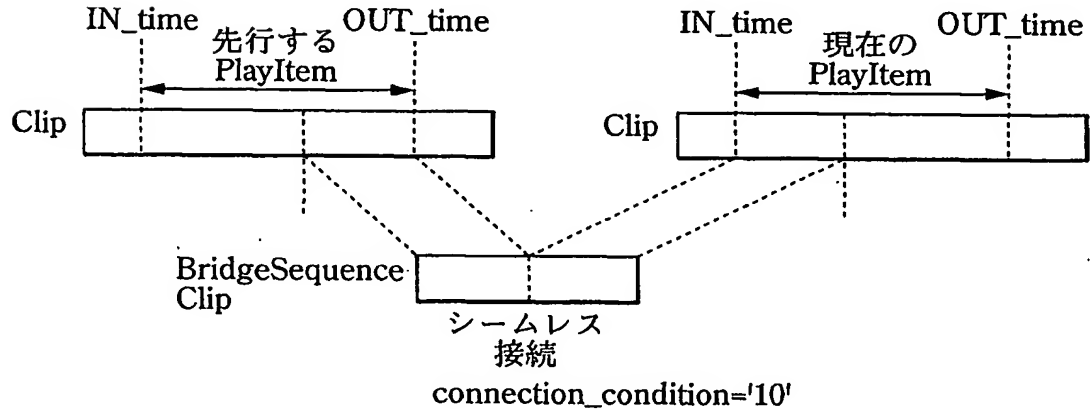 IN_time
OUT_time
IN_time
OUT_time
先行する
PlayItem
現在の
PlayItem
Clip
Clip
BridgeSequence
Clip
シームレス
接続
connection_condition='10'